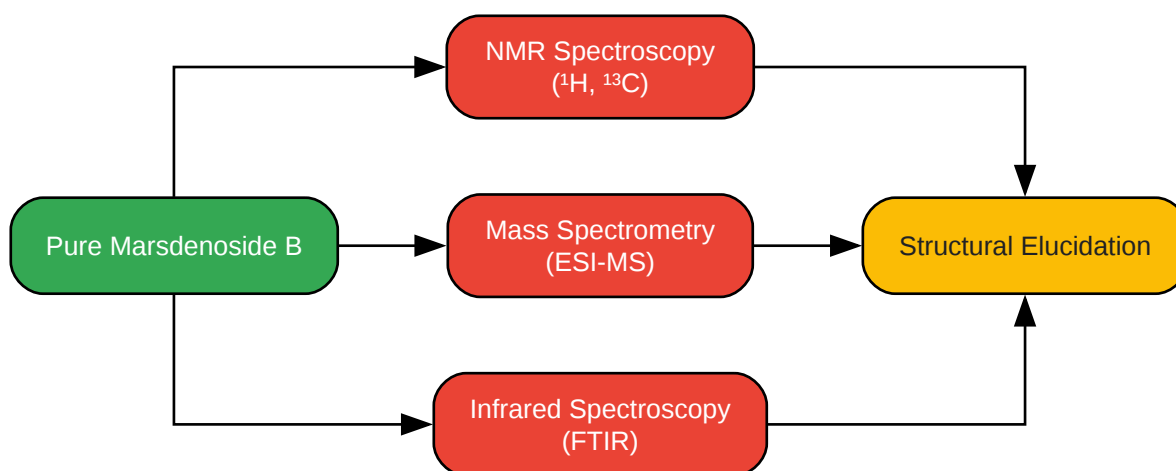 NMR Spectroscopy
(¹H, ¹³C)
Pure Marsdenoside B
Mass Spectrometry
(ESI-MS)
Structural Elucidation
Infrared Spectroscopy
(FTIR)